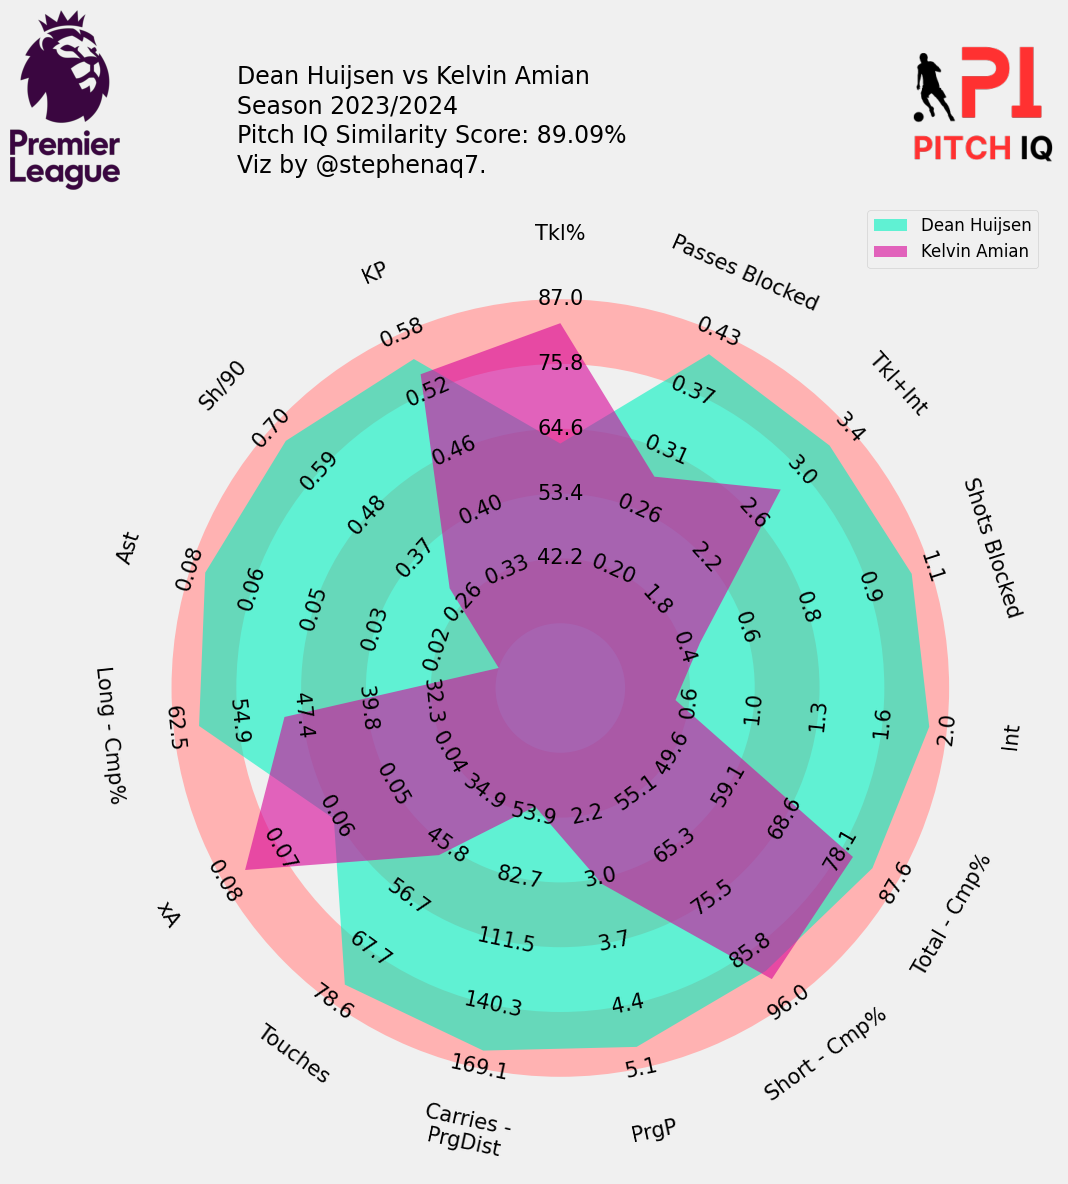 Premier
League
Dean Huijsen vs Kelvin Amian
Season 2023/2024
Pitch IQ Similarity Score: 89.09%
Viz by @stephenaq7.
PI
PITCH IQ
Dean Huijsen
Kelvin Amian
Tkl%
87.0
75.8
64.6
53.4
42.2
Passes Blocked
0.43
0.37
0.31
0.26
0.20
Tkl+Int
3.4
3.0
2.6
2.2
1.8
Shots Blocked
1.1
0.9
0.8
0.6
0.4
Int
2.0
1.6
1.3
1.0
0.6
Total - Cmp%
87.6
78.1
68.6
59.1
49.6
Short - Cmp%
96.0
85.8
75.5
65.3
55.1
PrgP
5.1
4.4
3.7
3.0
2.2
Carries -
PrgDist
169.1
140.3
111.5
82.7
53.9
Touches
78.6
67.7
56.7
45.8
34.9
xA
0.08
0.07
0.06
0.05
0.04
Long - Cmp%
62.5
54.9
47.4
39.8
32.3
Ast
0.08
0.06
0.05
0.03
0.02
Sh/90
0.70
0.59
0.48
0.37
0.26
KP
0.58
0.52
0.46
0.40
0.33